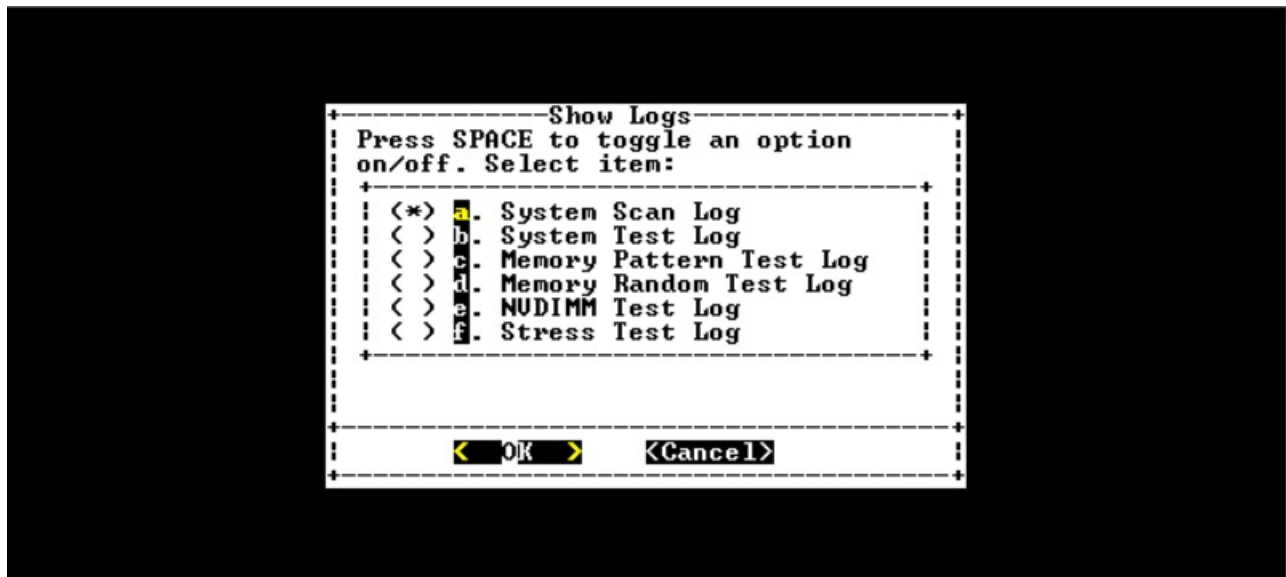 Show Logs
Press SPACE to toggle an option
on/off. Select item:
(*) a. System Scan Log
( ) b. System Test Log
( ) c. Memory Pattern Test Log
( ) d. Memory Random Test Log
( ) e. NVDIMM Test Log
( ) f. Stress Test Log
< OK > <Cancel>